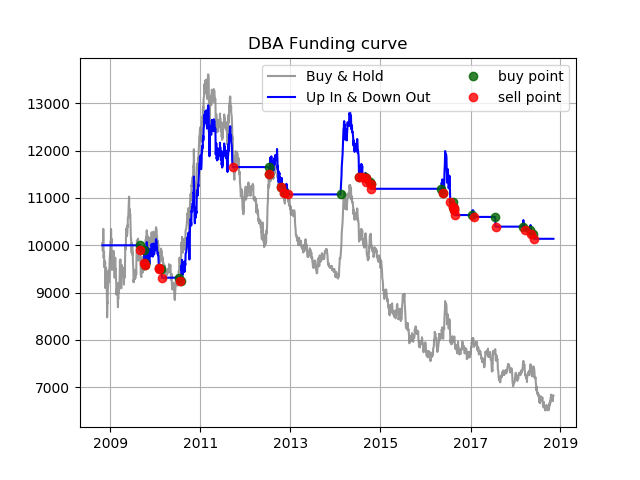 DBA Funding curve
Buy & Hold
Up In & Down Out
buy point
sell point
13000
12000
11000
10000
9000
8000
7000
2009
2011
2013
2015
2017
2019